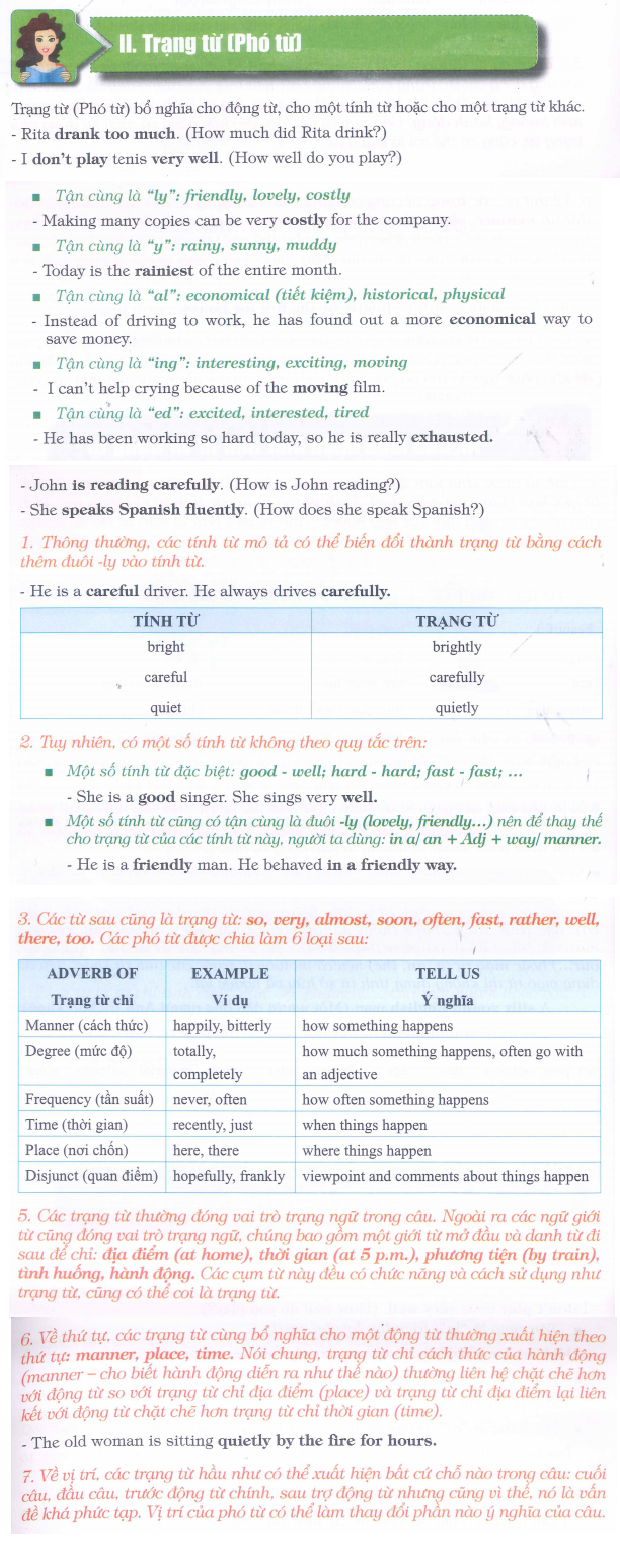 II. Trạng từ (Phó từ)
Trạng từ (Phó từ) bổ nghĩa cho động từ, cho một tính từ hoặc cho một trạng từ khác.
- Rita drank too much. (How much did Rita drink?)
- I don't play tenis very well. (How well do you play?)
Tận cùng là “ly”: friendly, lovely, costly
- Making many copies can be very costly for the company.
Tận cùng là “y”: rainy, sunny, muddy
- Today is the rainiest of the entire month.
Tận cùng là “al”: economical (tiết kiệm), historical, physical
- Instead of driving to work, he has found out a more economical way to
save money.
Tận cùng là “ing”: interesting, exciting, moving
- I can't help crying because of the moving film.
Tận cùng là “ed”: excited, interested, tired
- He has been working so hard today, so he is really exhausted.
- John is reading carefully. (How is John reading?)
- She speaks Spanish fluently. (How does she speak Spanish?)
1. Thông thường, các tính từ mô tả có thể biến đổi thành trạng từ bằng cách
thêm đuôi -ly vào tính từ.
- He is a careful driver. He always drives carefully.
TÍNH TỪ TRẠNG TỪ
bright brightly
careful carefully
quiet quietly
2. Tuy nhiên, có một số tính từ không theo quy tắc trên:
Một số tính từ đặc biệt: good - well; hard - hard; fast - fast; ...
- She is a good singer. She sings very well.
Một số tính từ cũng có tận cùng là đuôi -ly (lovely, friendly...) nên để thay thế
cho trạng từ của các tính từ này, người ta dùng: in a/ an + Adj + way/ manner.
- He is a friendly man. He behaved in a friendly way.
3. Các từ sau cũng là trạng từ: so, very, almost, soon, often, fast, rather, well,
there, too. Các phó từ được chia làm 6 loại sau:
ADVERB OF EXAMPLE TELL US
Trạng từ chỉ Ví dụ Ý nghĩa
Manner (cách thức) happily, bitterly how something happens
Degree (mức độ) totally, how much something happens, often go with
completely an adjective
Frequency (tần suất) never, often how often something happens
Time (thời gian) recently, just when things happen
Place (nơi chốn) here, there where things happen
Disjunct (quan điểm) hopefully, frankly viewpoint and comments about things happen
5. Các trạng từ thường đóng vai trò trạng ngữ trong câu. Ngoài ra các ngữ giới
từ cũng đóng vai trò trạng ngữ, chúng bao gồm một giới từ mở đầu và danh từ đi
sau để chỉ: địa điểm (at home), thời gian (at 5 p.m.), phương tiện (by train),
tình huống, hành động. Các cụm từ này đều có chức năng và cách sử dụng như
trạng từ, cũng có thể coi là trạng từ.
6. Về thứ tự, các trạng từ cùng bổ nghĩa cho một động từ thường xuất hiện theo
thứ tự: manner, place, time. Nói chung, trạng từ chỉ cách thức của hành động
(manner – cho biết hành động diễn ra như thế nào) thường liên hệ chặt chẽ hơn
với động từ so với trạng từ chỉ địa điểm (place) và trạng từ chỉ địa điểm lại liên
kết với động từ chặt chẽ hơn trạng từ chỉ thời gian (time).
- The old woman is sitting quietly by the fire for hours.
7. Về vị trí, các trạng từ hầu như có thể xuất hiện bất cứ chỗ nào trong câu: cuối
câu, đầu câu, trước động từ chính, sau trợ động từ nhưng cũng vì thế, nó là vấn
đề khá phức tạp. Vị trí của phó từ có thể làm thay đổi phần nào ý nghĩa của câu.